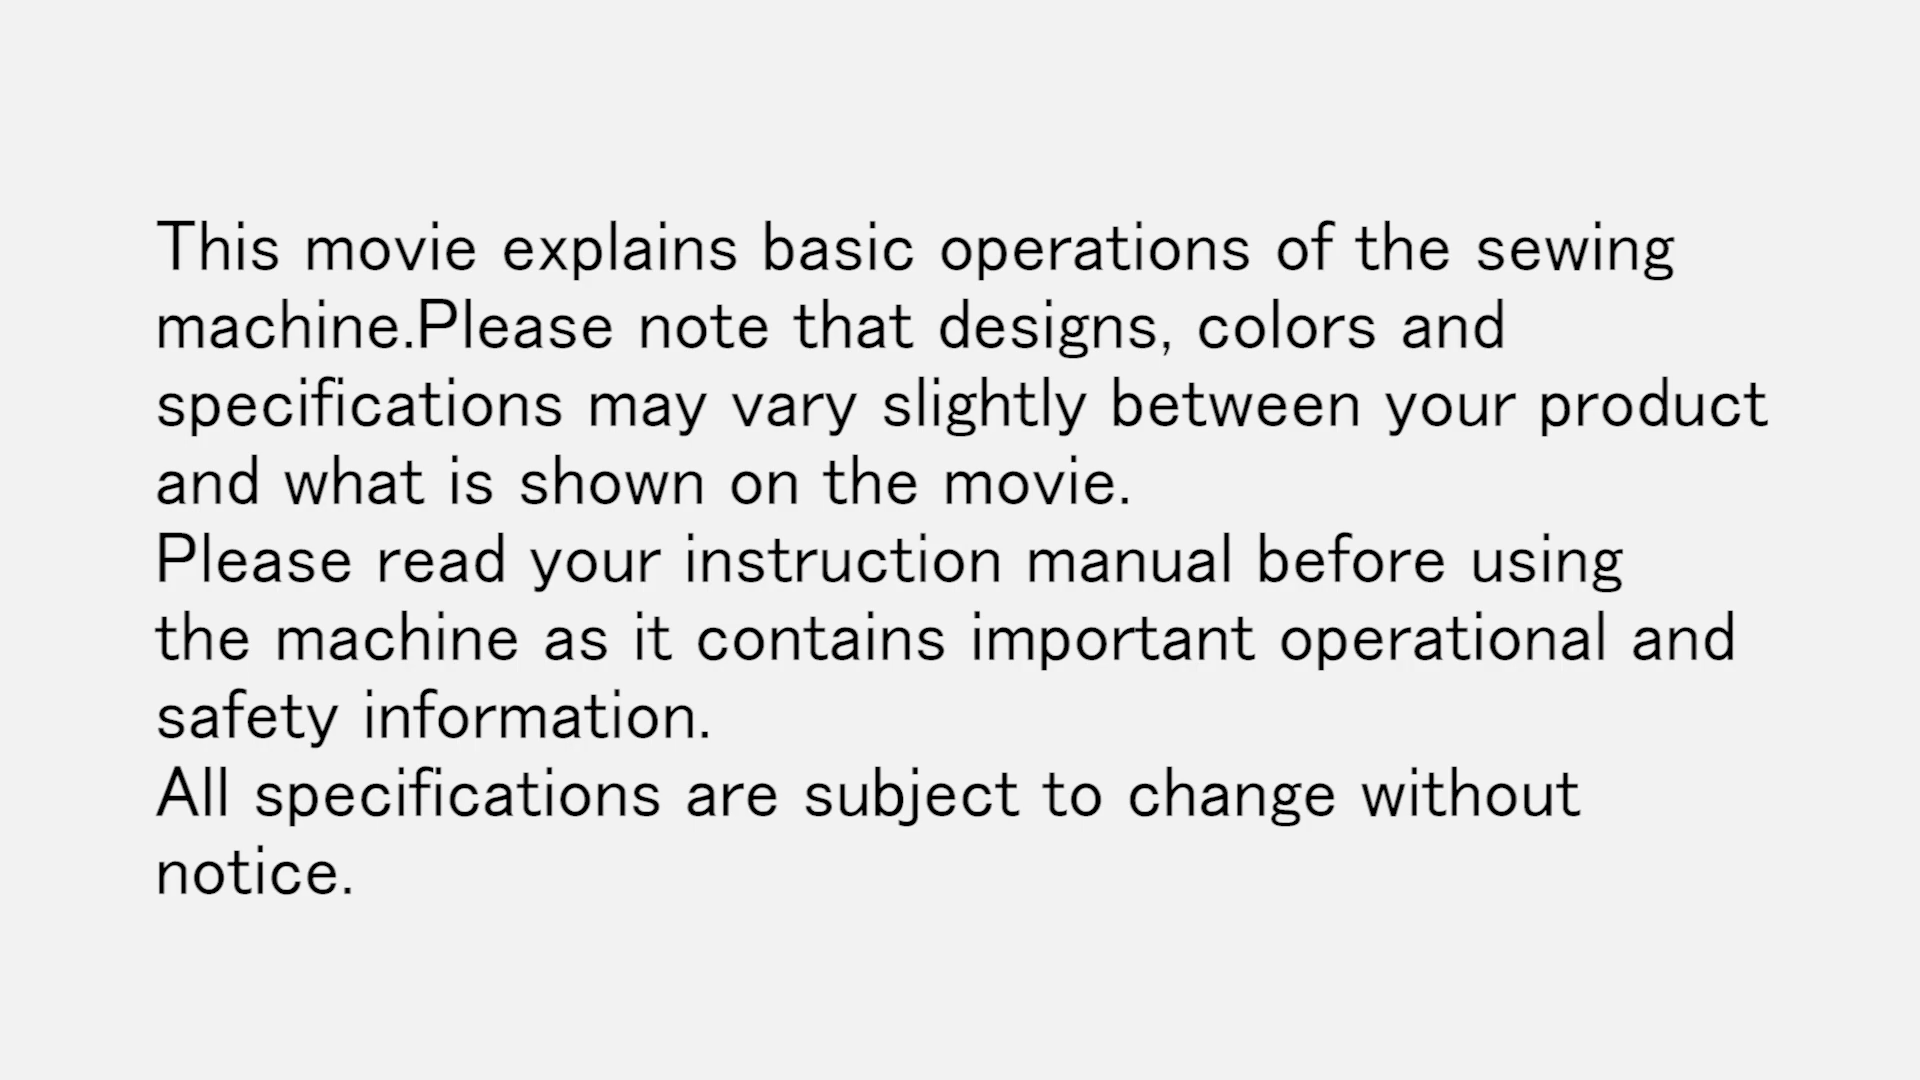 This movie explains basic operations of the sewing
machine.Please note that designs, colors and
specifications may vary slightly between your product
and what is shown on the movie.
Please read your instruction manual before using
the machine as it contains important operational and
safety information.
All specifications are subject to change without
notice.